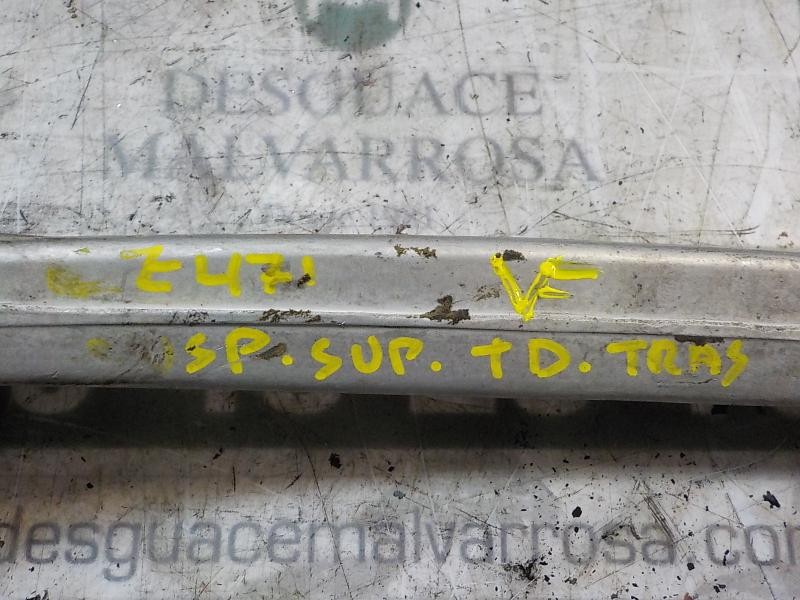 DESGUACE
MALVARROSA
E471 VF
SP. SUP. TD. TRAS
desguacemalvarrosa.com